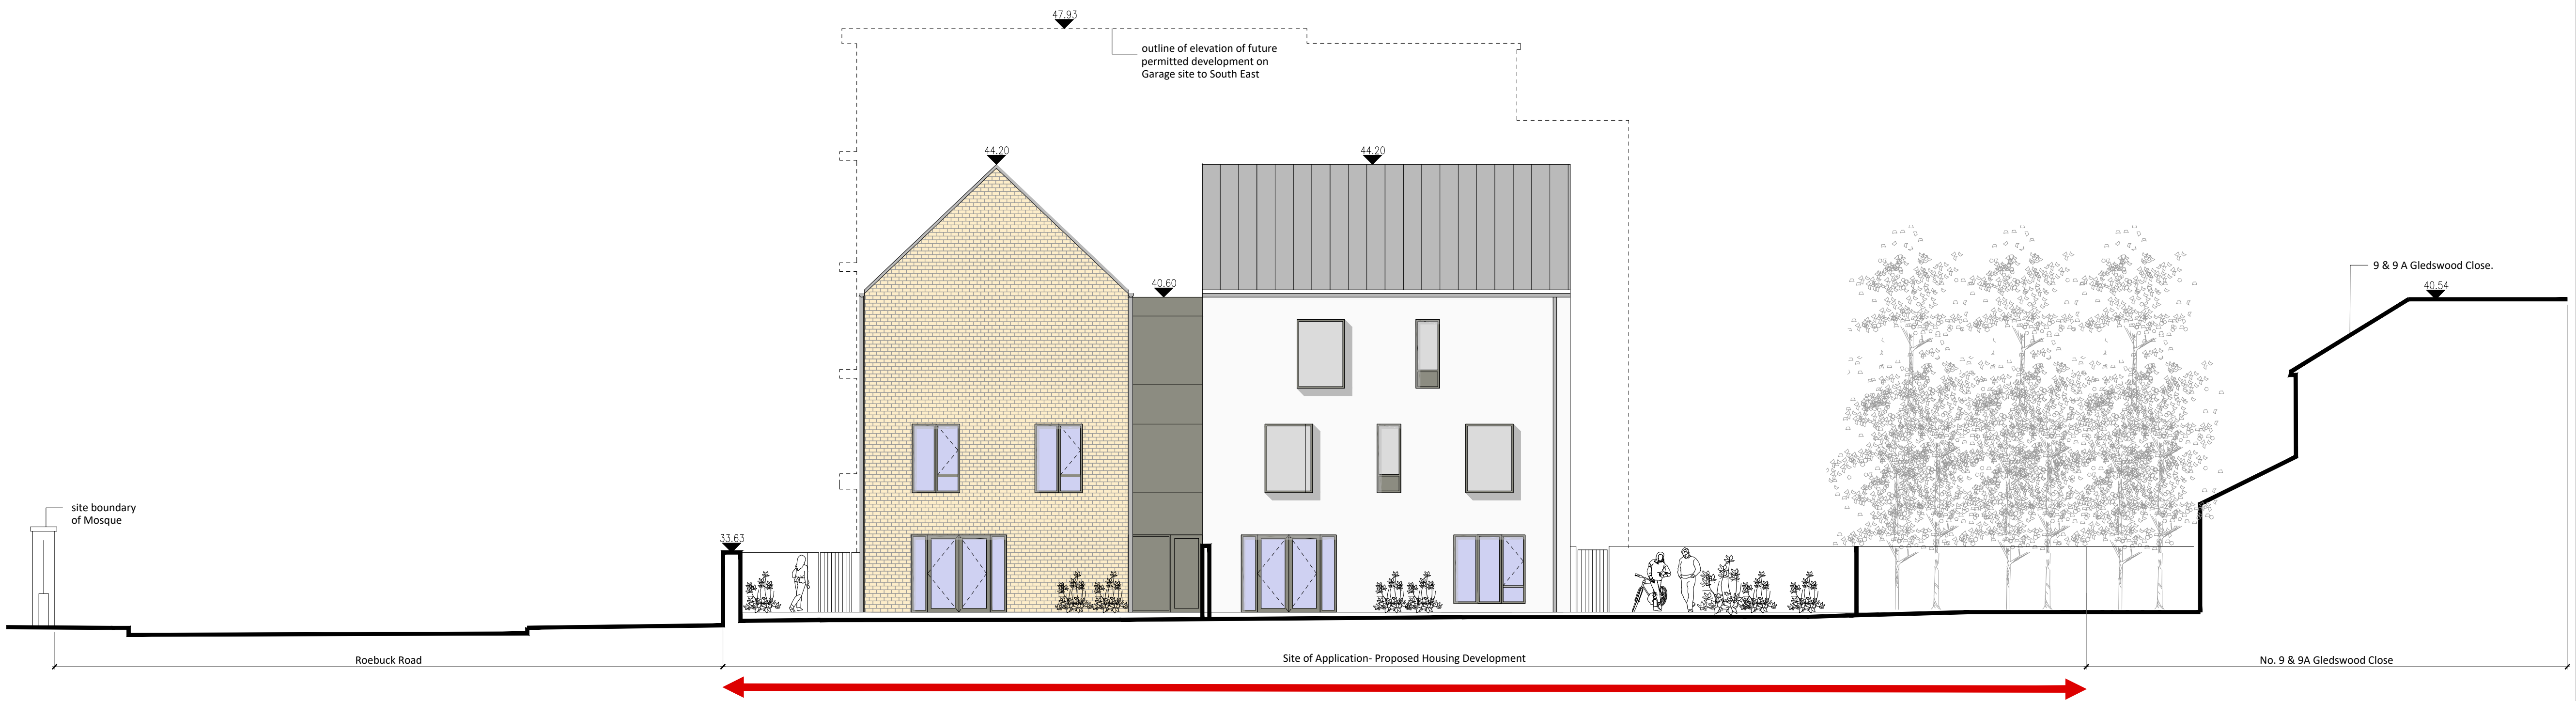 47.93
outline of elevation of future
permitted development on
Garage site to South East
44.20
44.20
9 & 9 A Gledswood Close.
40.60
40.54
site boundary
of Mosque
33.63
Roebuck Road
Site of Application- Proposed Housing Development
No. 9 & 9A Gledswood Close